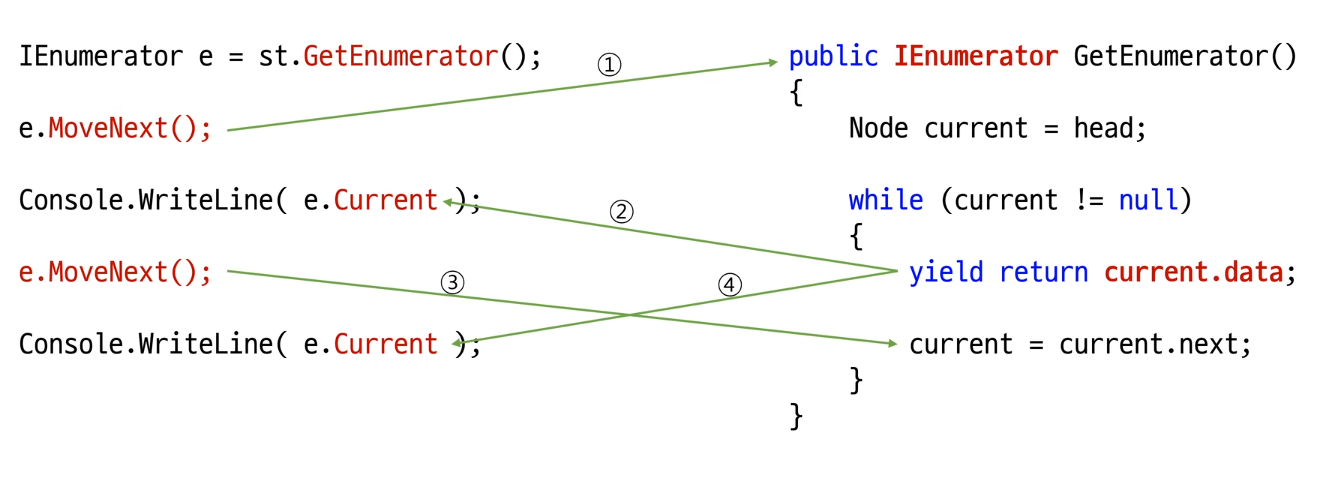 IEnumerator e = st.GetEnumerator();
①
e.MoveNext();
Console.WriteLine( e.Current );
②
e.MoveNext();
③
④
Console.WriteLine( e.Current );
public IEnumerator GetEnumerator()
{
Node current = head;
while (current != null)
{
yield return current.data;
current = current.next;
}
}